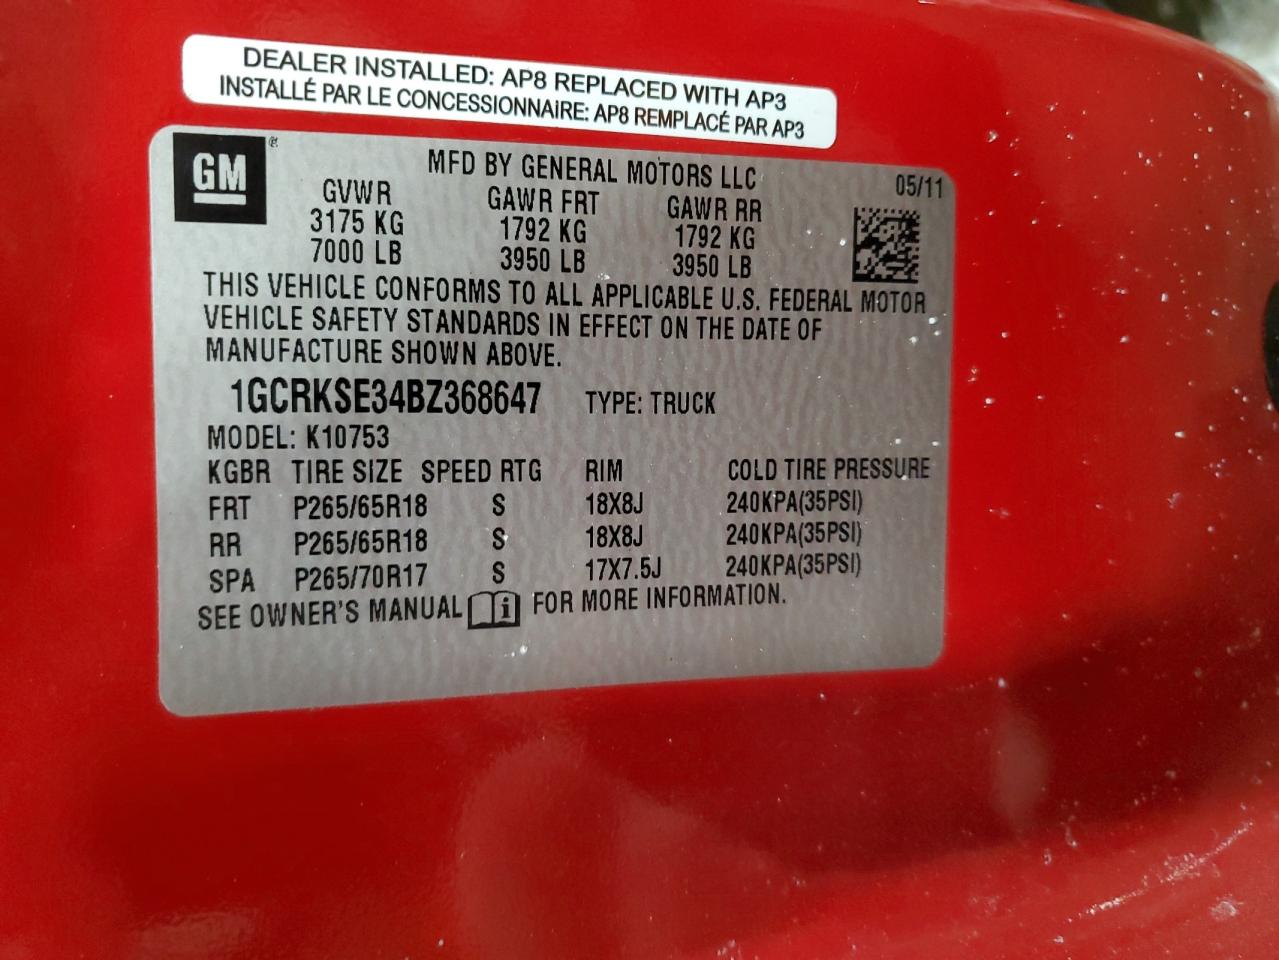 DEALER INSTALLED: AP8 REPLACED WITH AP3
INSTALLÉ PAR LE CONCESSIONNAiRE: AP8 REMPLACÉ PAR AP3
GM®
MFD BY GENERAL MOTORS LLC 05/11
GVWR GAWR FRT GAWR RR
3175 KG 1792 KG 1792 KG
7000 LB 3950 LB 3950 LB
THIS VEHICLE CONFORMS TO ALL APPLICABLE U.S. FEDERAL MOTOR
VEHICLE SAFETY STANDARDS IN EFFECT ON THE DATE OF
MANUFACTURE SHOWN ABOVE.
1GCRKSE34BZ368647 TYPE: TRUCK
MODEL: K10753
KGBR TIRE SIZE SPEED RTG RIM COLD TIRE PRESSURE
FRT P265/65R18 S 18X8J 240KPA(35PSI)
RR P265/65R18 S 18X8J 240KPA(35PSI)
SPA P265/70R17 S 17X7.5J 240KPA(35PSI)
SEE OWNER'S MANUAL i FOR MORE INFORMATION.